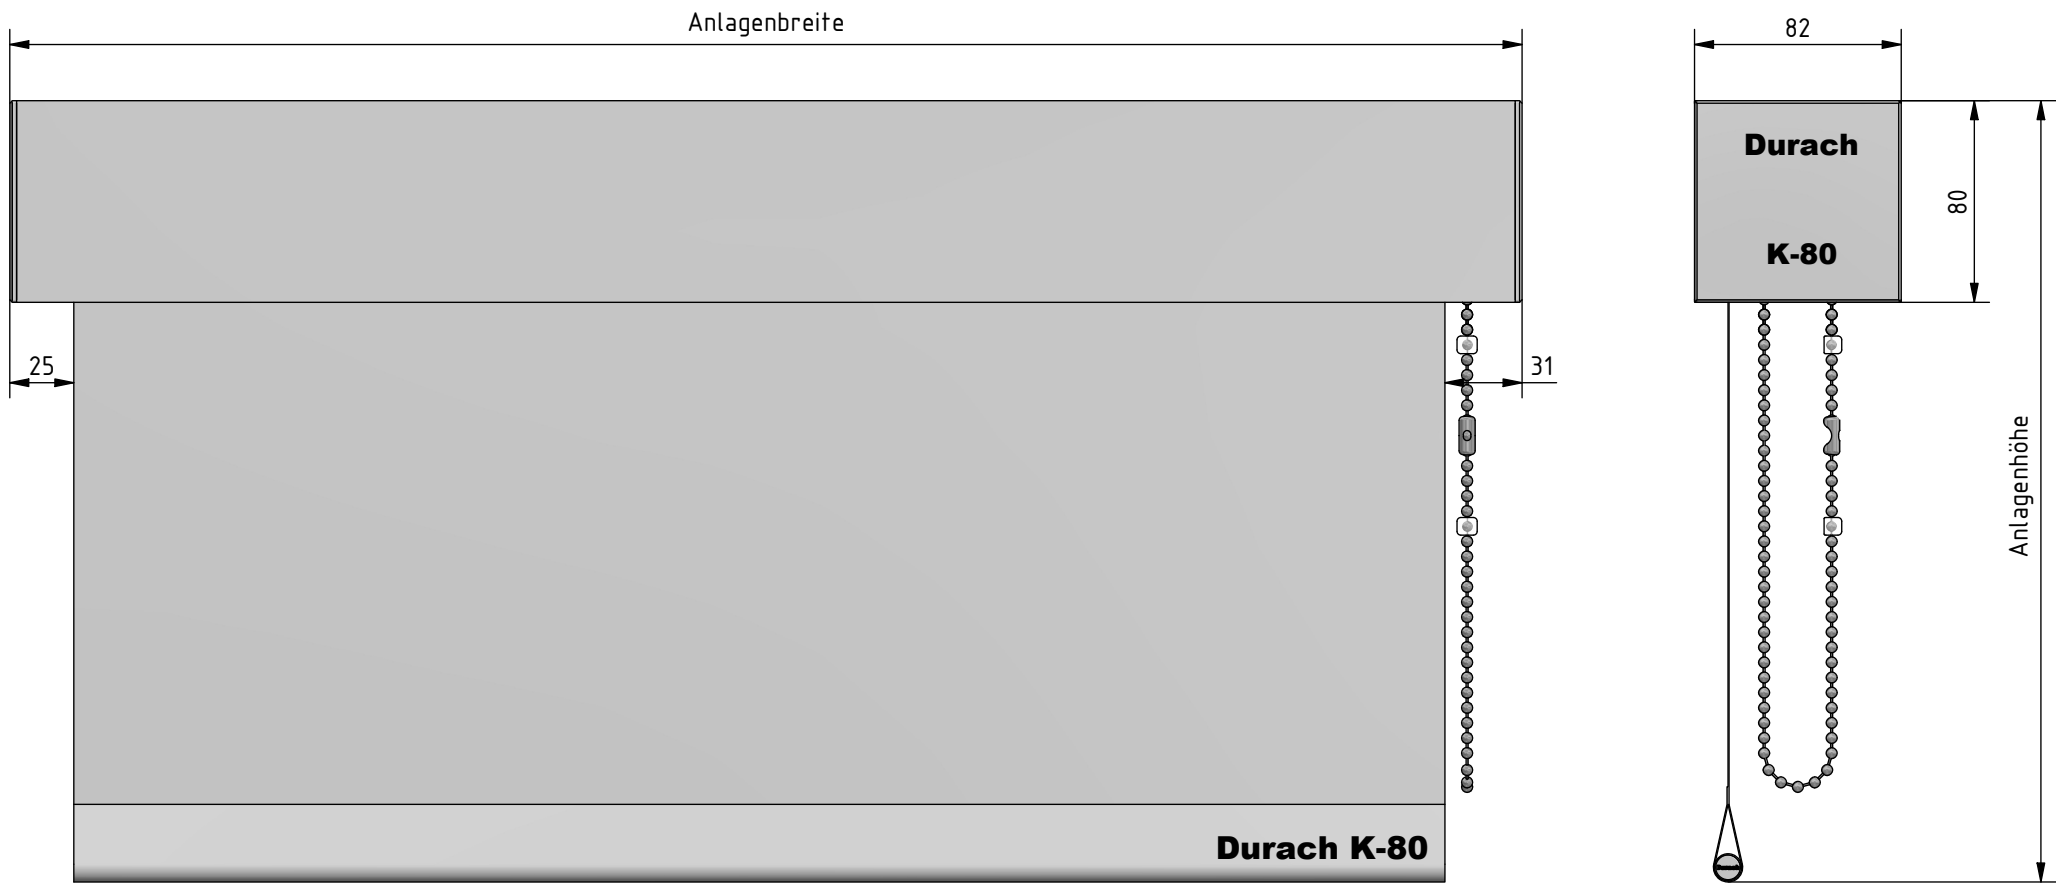 Anlagenbreite
82
Durach
K-80
80
25
31
Anlagenhöhe
Durach K-80